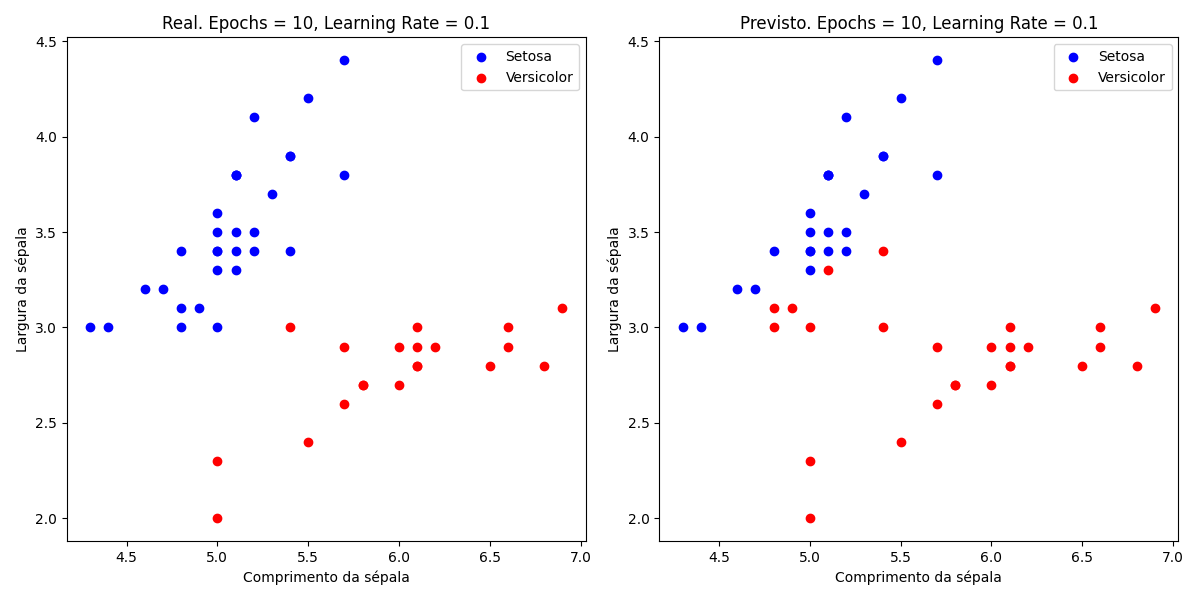 Real. Epochs = 10, Learning Rate = 0.1
Setosa
Versicolor
4.5
4.0
3.5
3.0
2.5
2.0
Largura da sépala
4.5
5.0
5.5
6.0
6.5
7.0
Comprimento da sépala
Previsto. Epochs = 10, Learning Rate = 0.1
Setosa
Versicolor
4.5
4.0
3.5
3.0
2.5
2.0
Largura da sépala
4.5
5.0
5.5
6.0
6.5
7.0
Comprimento da sépala